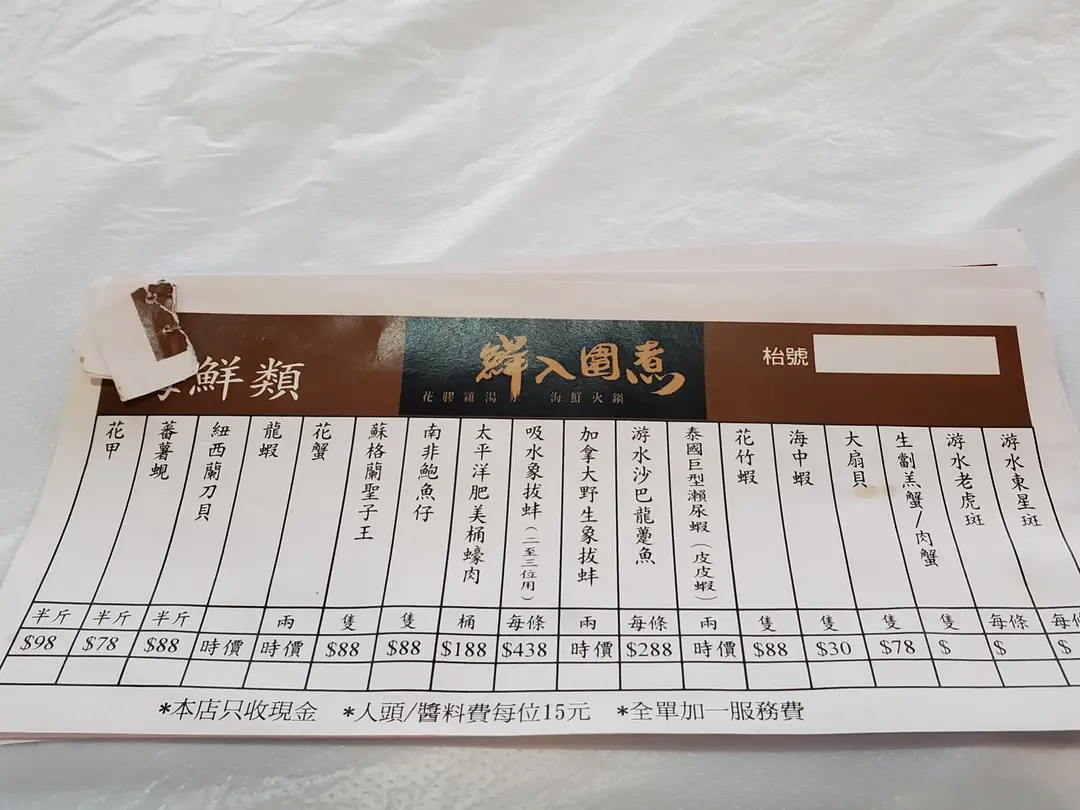 鮮類
鮮入圍煮
花膠雞湯 海鮮火鍋
枱號
游水東星斑
游水老虎斑
生劏羔蟹/肉蟹
大扇貝
海中蝦
花竹蝦
泰國巨型瀨尿蝦（皮皮蝦）
游水沙巴龍躉魚
加拿大野生象拔蚌
吸水象拔蚌（二至三位用）
太平洋肥美桶蠔肉
南非鮑魚仔
蘇格蘭聖子王
花蟹
龍蝦
紐西蘭刀貝
蕃薯蜆
花甲
半斤 半斤 半斤 兩 隻 隻 桶 每條 兩 每條 兩 隻 隻 隻 隻 每條 每
$98 $78 $88 時價 時價 $88 $88 $188 $438 時價 $288 時價 $88 $30 $78 $ $ $
*本店只收現金 *人頭/醬料費每位15元 *全單加一服務費